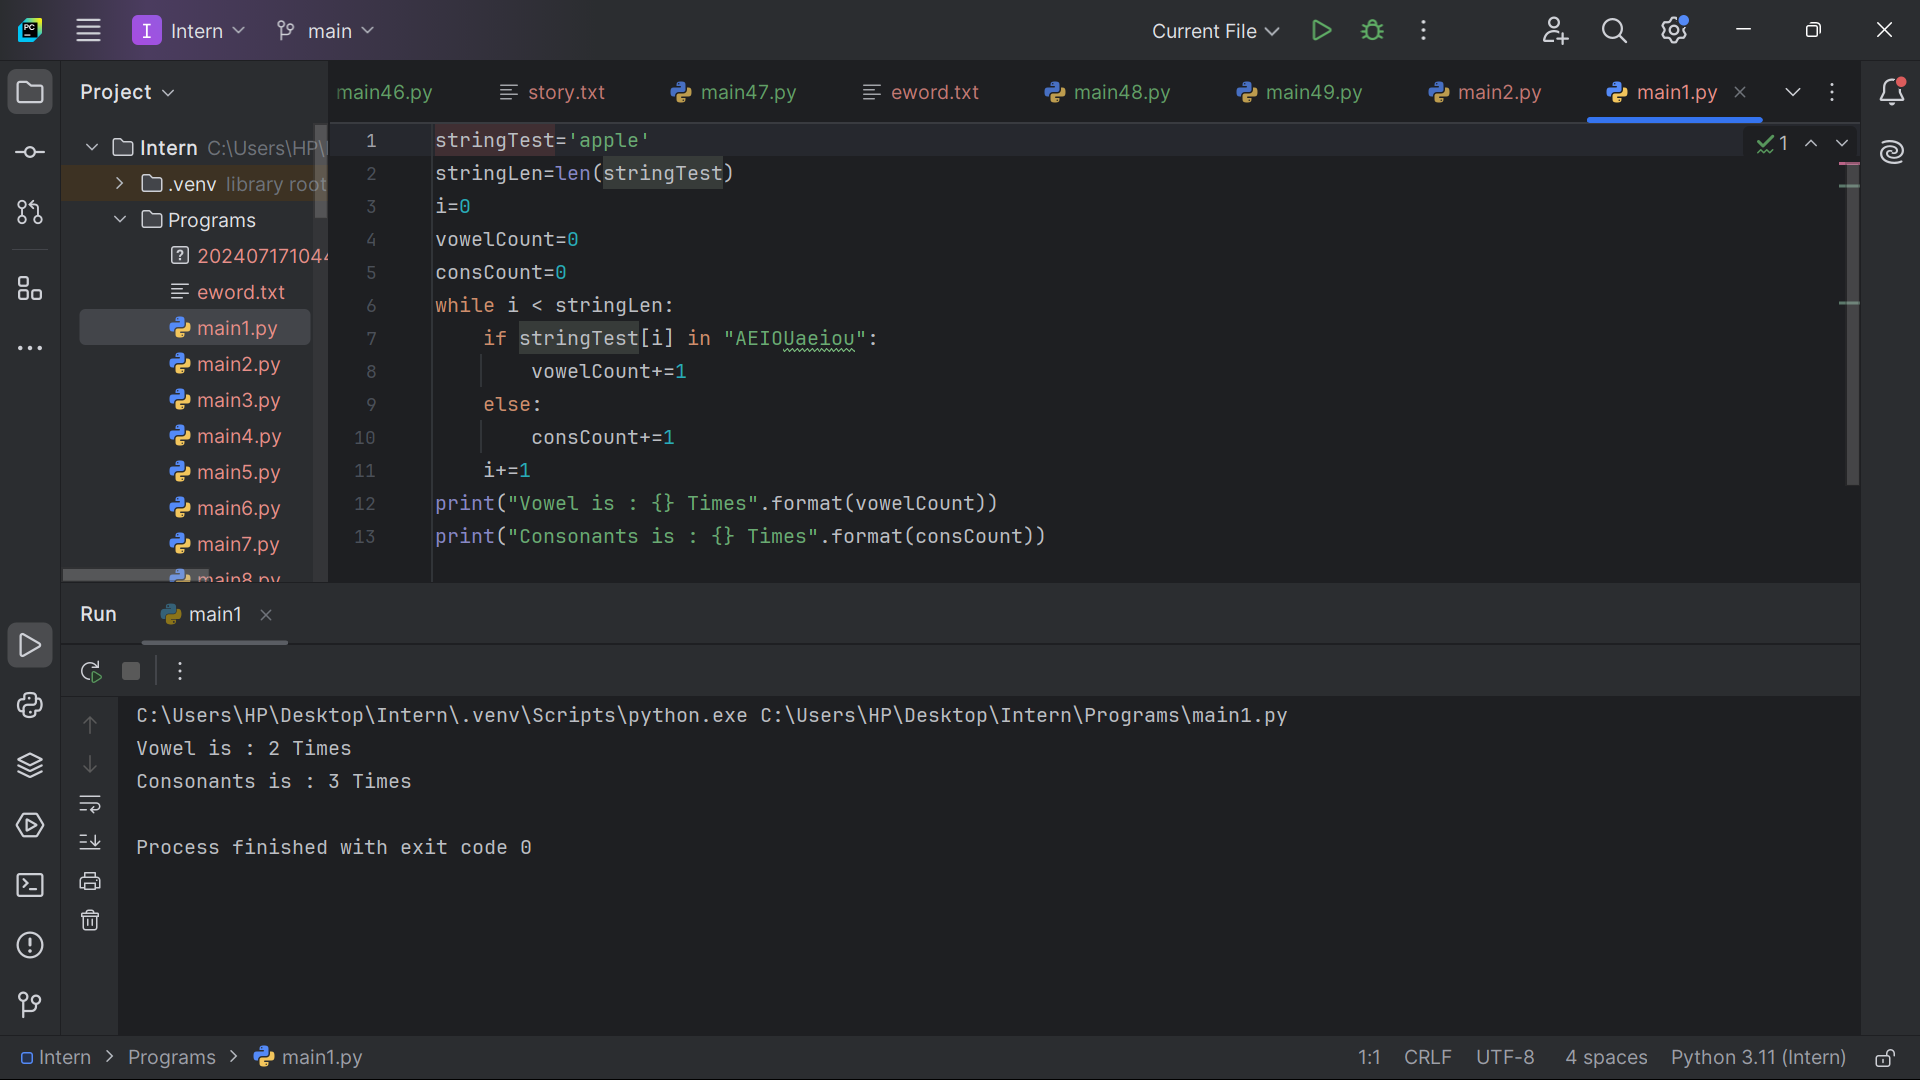 PC I Intern main Current File
Project
main46.py story.txt main47.py eword.txt main48.py main49.py main2.py main1.py
Intern C:\Users\HP\
.venv library root
Programs
202407171044
eword.txt
main1.py
main2.py
main3.py
main4.py
main5.py
main6.py
main7.py
main8.py
1 stringTest='apple'
2 stringLen=len(stringTest)
3 i=0
4 vowelCount=0
5 consCount=0
6 while i < stringLen:
7 if stringTest[i] in "AEIOUaeiou":
8 vowelCount+=1
9 else:
10 consCount+=1
11 i+=1
12 print("Vowel is : {} Times".format(vowelCount))
13 print("Consonants is : {} Times".format(consCount))
1
Run main1
C:\Users\HP\Desktop\Intern\.venv\Scripts\python.exe C:\Users\HP\Desktop\Intern\Programs\main1.py
Vowel is : 2 Times
Consonants is : 3 Times
Process finished with exit code 0
Intern > Programs > main1.py 1:1 CRLF UTF-8 4 spaces Python 3.11 (Intern)